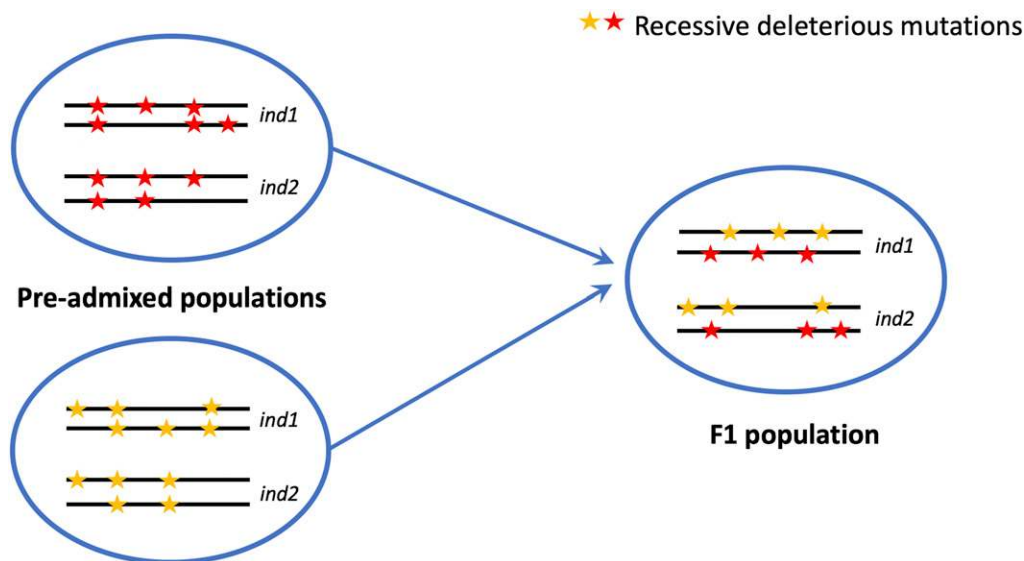 Recessive deleterious mutations
ind1
ind2
Pre-admixed populations
ind1
ind2
ind1
ind2
F1 population